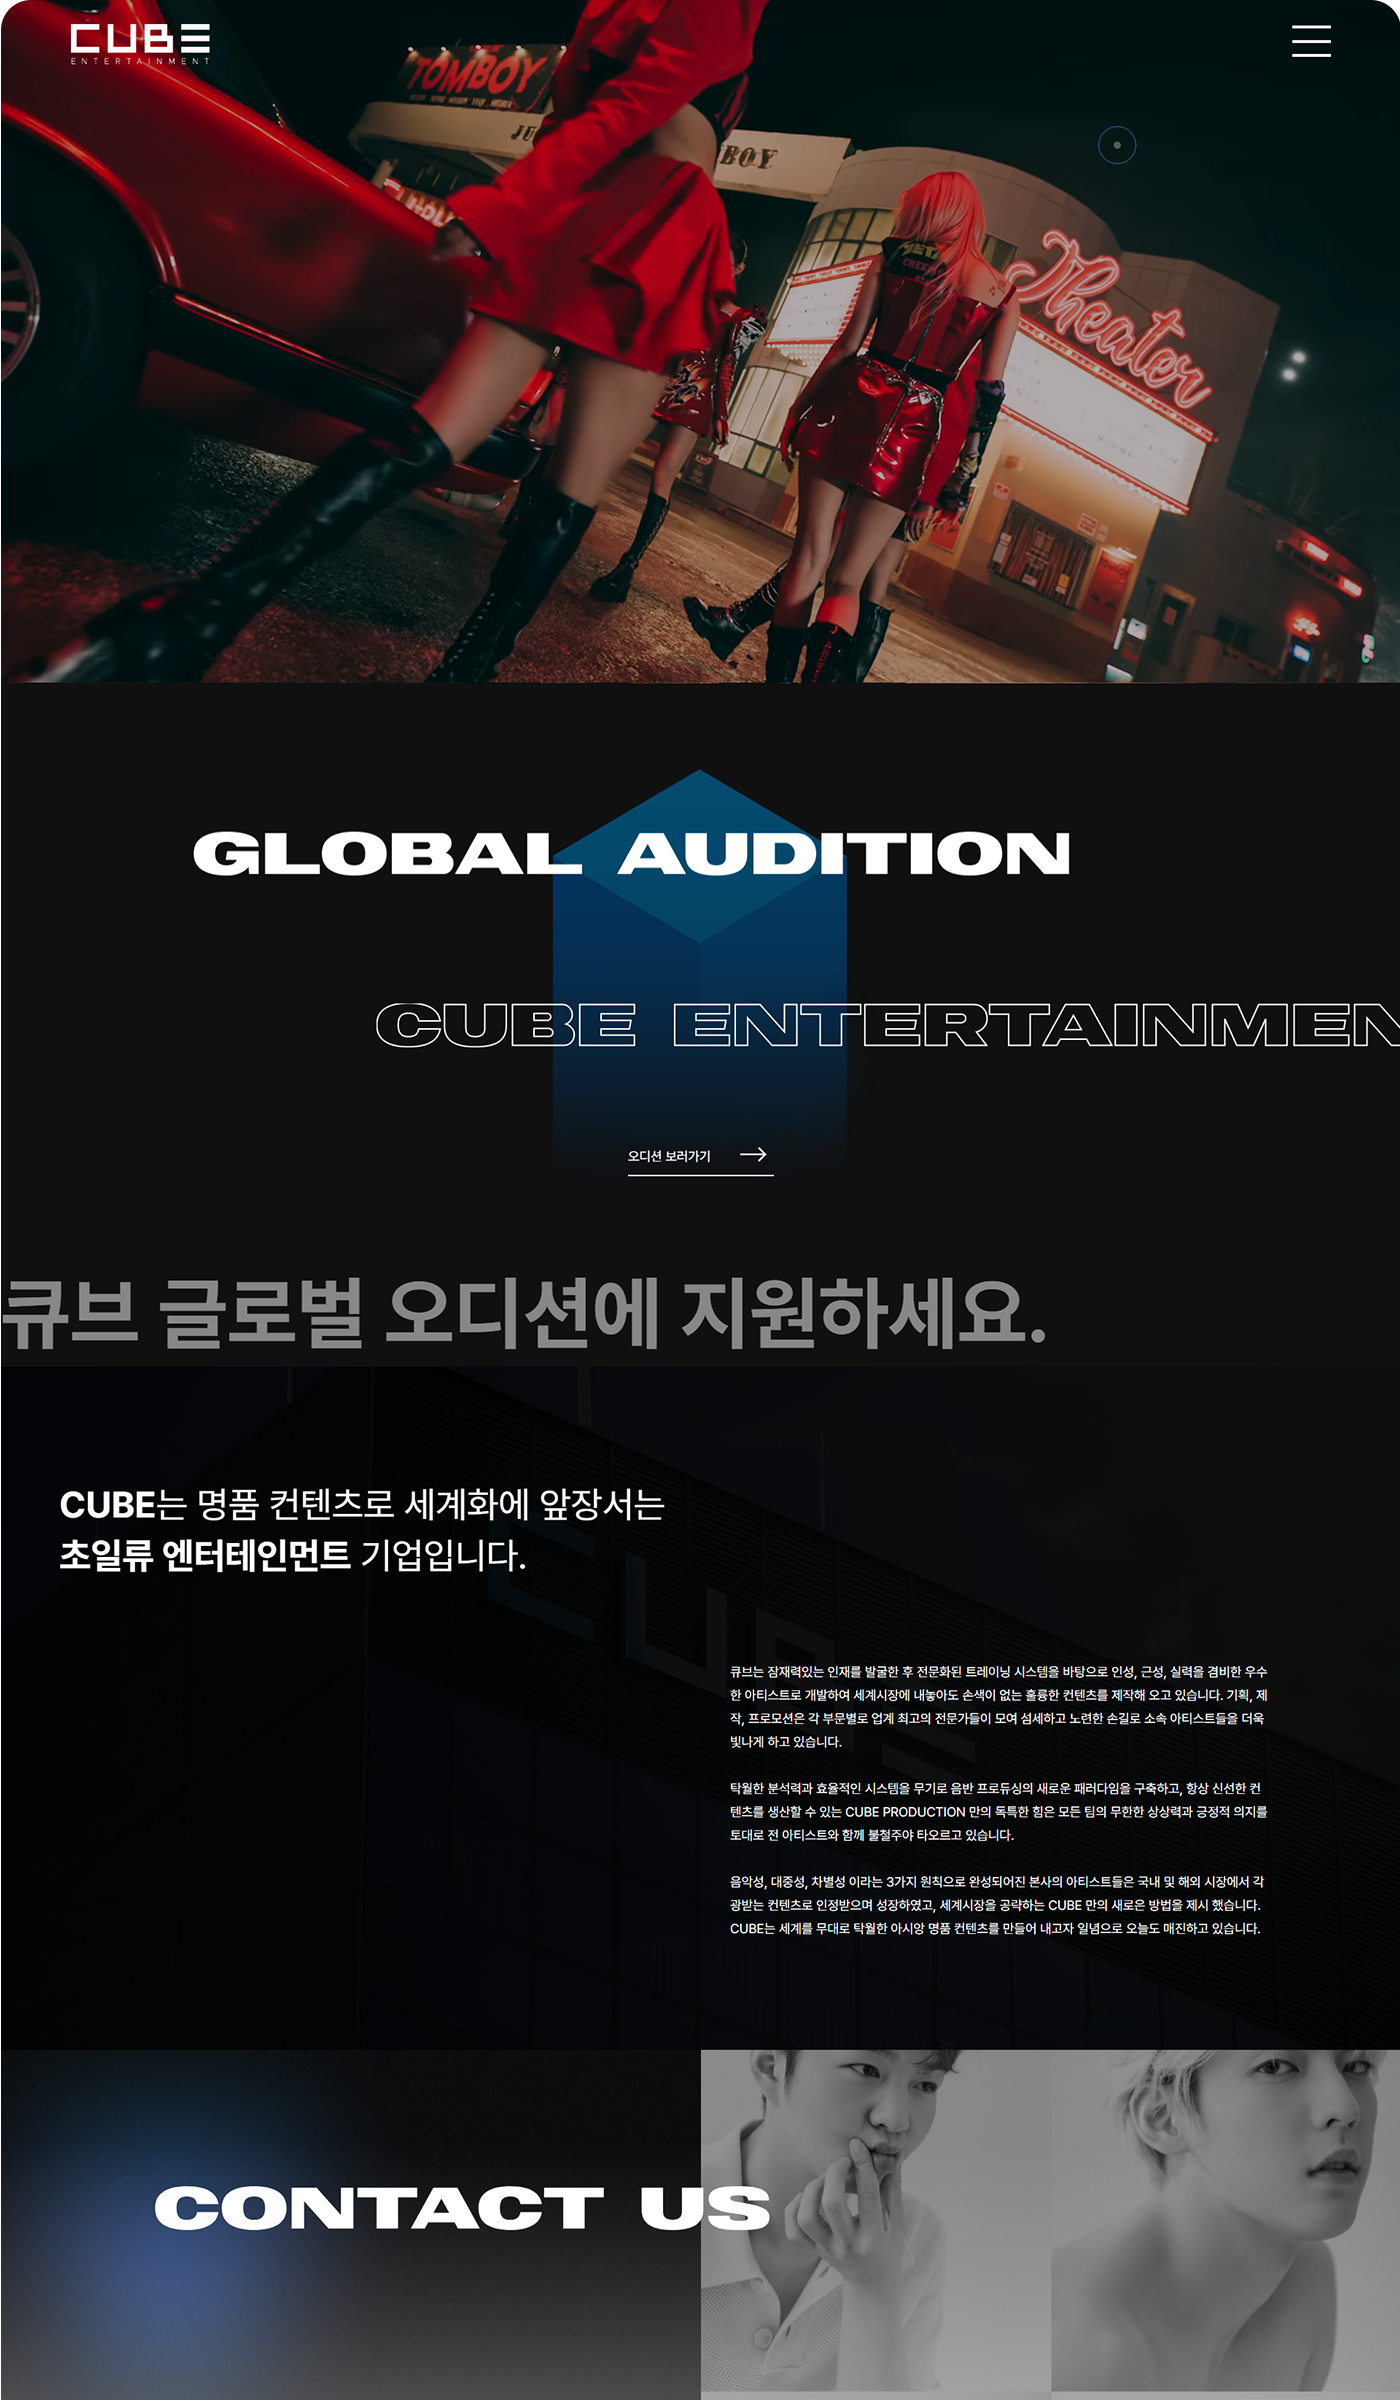 CUBE
ENTERTAINMENT
TOMBOY
BOY
Theater
GLOBAL AUDITION
CUBE ENTERTAINMEN
오디션 보러가기
큐브 글로벌 오디션에 지원하세요.
CUBE는 명품 컨텐츠로 세계화에 앞장서는
초일류 엔터테인먼트 기업입니다.
CUBE
큐브는 잠재력있는 인재를 발굴한 후 전문화된 트레이닝 시스템을 바탕으로 인성, 근성, 실력을 겸비한 우수
한 아티스트로 개발하여 세계시장에 내놓아도 손색이 없는 훌륭한 컨텐츠를 제작해 오고 있습니다. 기획, 제
작, 프로모션은 각 부문별로 업계 최고의 전문가들이 모여 섬세하고 노련한 손길로 소속 아티스트들을 더욱
빛나게 하고 있습니다.
탁월한 분석력과 효율적인 시스템을 무기로 음반 프로듀싱의 새로운 패러다임을 구축하고, 항상 신선한 컨
텐츠를 생산할 수 있는 CUBE PRODUCTION 만의 독특한 힘은 모든 팀의 무한한 상상력과 긍정적 의지를
토대로 전 아티스트와 함께 불철주야 타오르고 있습니다.
음악성, 대중성, 차별성 이라는 3가지 원칙으로 완성되어진 본사의 아티스트들은 국내 및 해외 시장에서 각
광받는 컨텐츠로 인정받으며 성장하였고, 세계시장을 공략하는 CUBE 만의 새로은 방법을 제시 했습니다.
CUBE는 세계를 무대로 탁월한 아시앙 명품 컨텐츠를 만들어 내고자 일념으로 오늘도 매진하고 있습니다.
CONTACT US